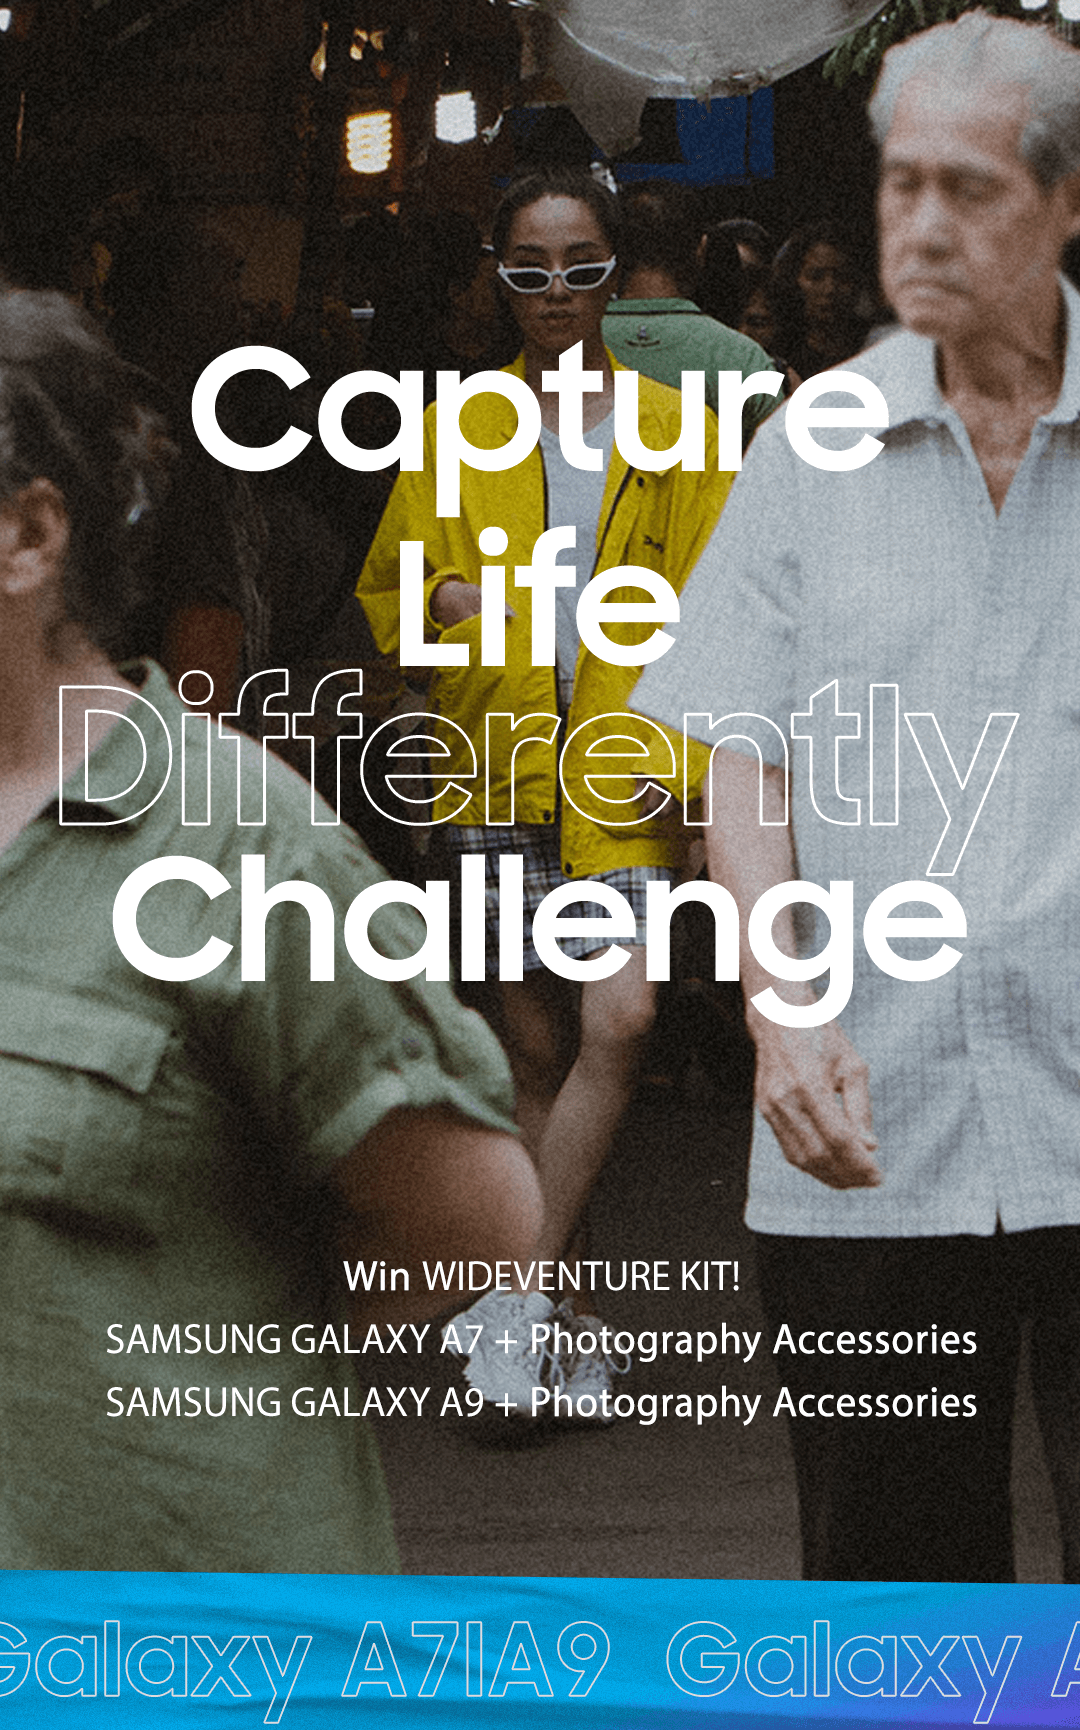 Capture
Life
Differently
Challenge
Win WIDEVENTURE KIT!
SAMSUNG GALAXY A7 + Photography Accessories
SAMSUNG GALAXY A9 + Photography Accessories
Galaxy A7|A9 Galaxy A